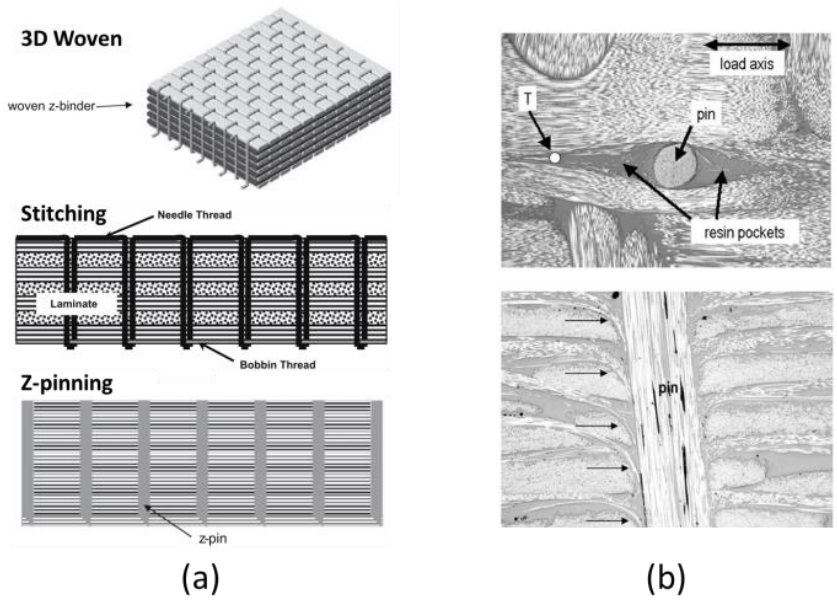 3D Woven
woven z-binder
Stitching
Needle Thread
Laminate
Bobbin Thread
Z-pinning
z-pin
(a)
load axis
T
pin
resin pockets
pin
(b)